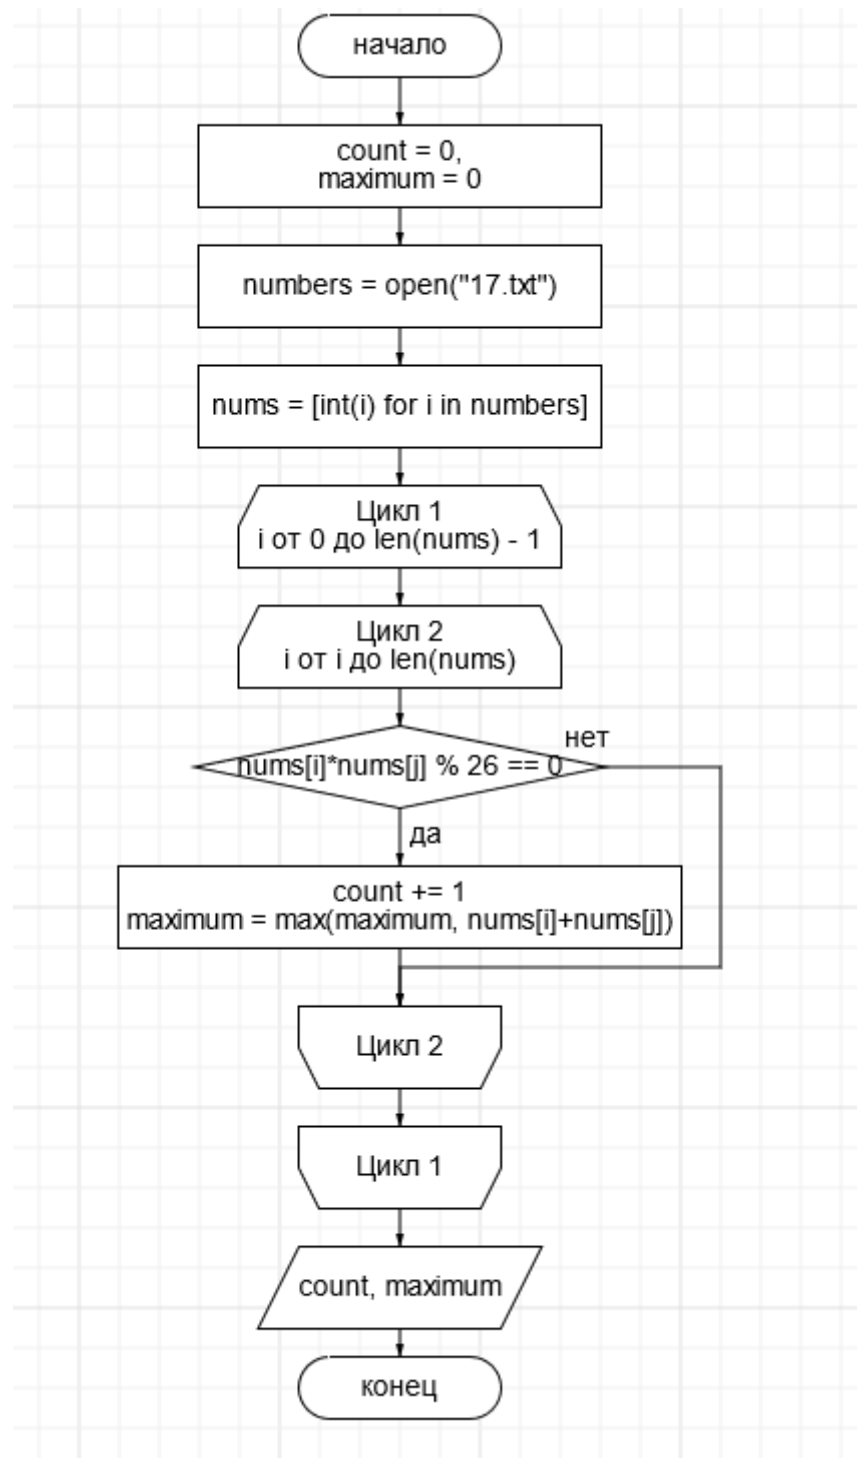 начало
count = 0,
maximum = 0
numbers = open("17.txt")
nums = [int(i) for i in numbers]
Цикл 1
i от 0 до len(nums) - 1
Цикл 2
i от i до len(nums)
нет
nums[i]*nums[j] % 26 == 0
да
count += 1
maximum = max(maximum, nums[i]+nums[j])
Цикл 2
Цикл 1
count, maximum
конец